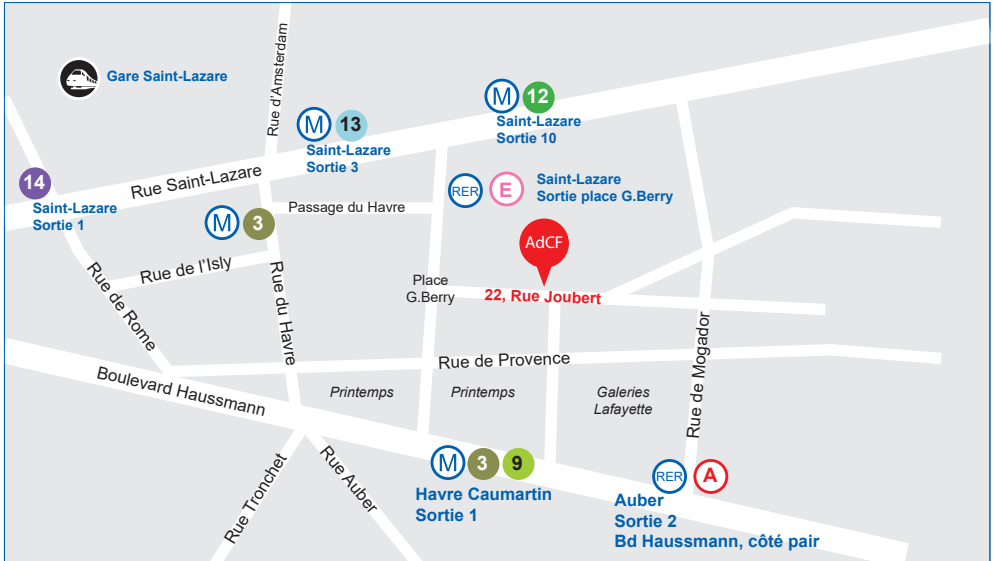 Gare Saint-Lazare
Rue d'Amsterdam
M 13
Saint-Lazare
Sortie 3
M 12
Saint-Lazare
Sortie 10
14
Saint-Lazare
Sortie 1
Rue Saint-Lazare
M 3
Passage du Havre
RER E
Saint-Lazare
Sortie place G.Berry
AdCF
22, Rue Joubert
Place
G.Berry
Rue de l'Isly
Rue de Rome
Rue du Havre
Rue de Provence
Rue de Mogador
Boulevard Haussmann
Printemps
Printemps
Galeries
Lafayette
Rue Tronchet
Rue Auber
M 3 9
Havre Caumartin
Sortie 1
RER A
Auber
Sortie 2
Bd Haussmann, côté pair